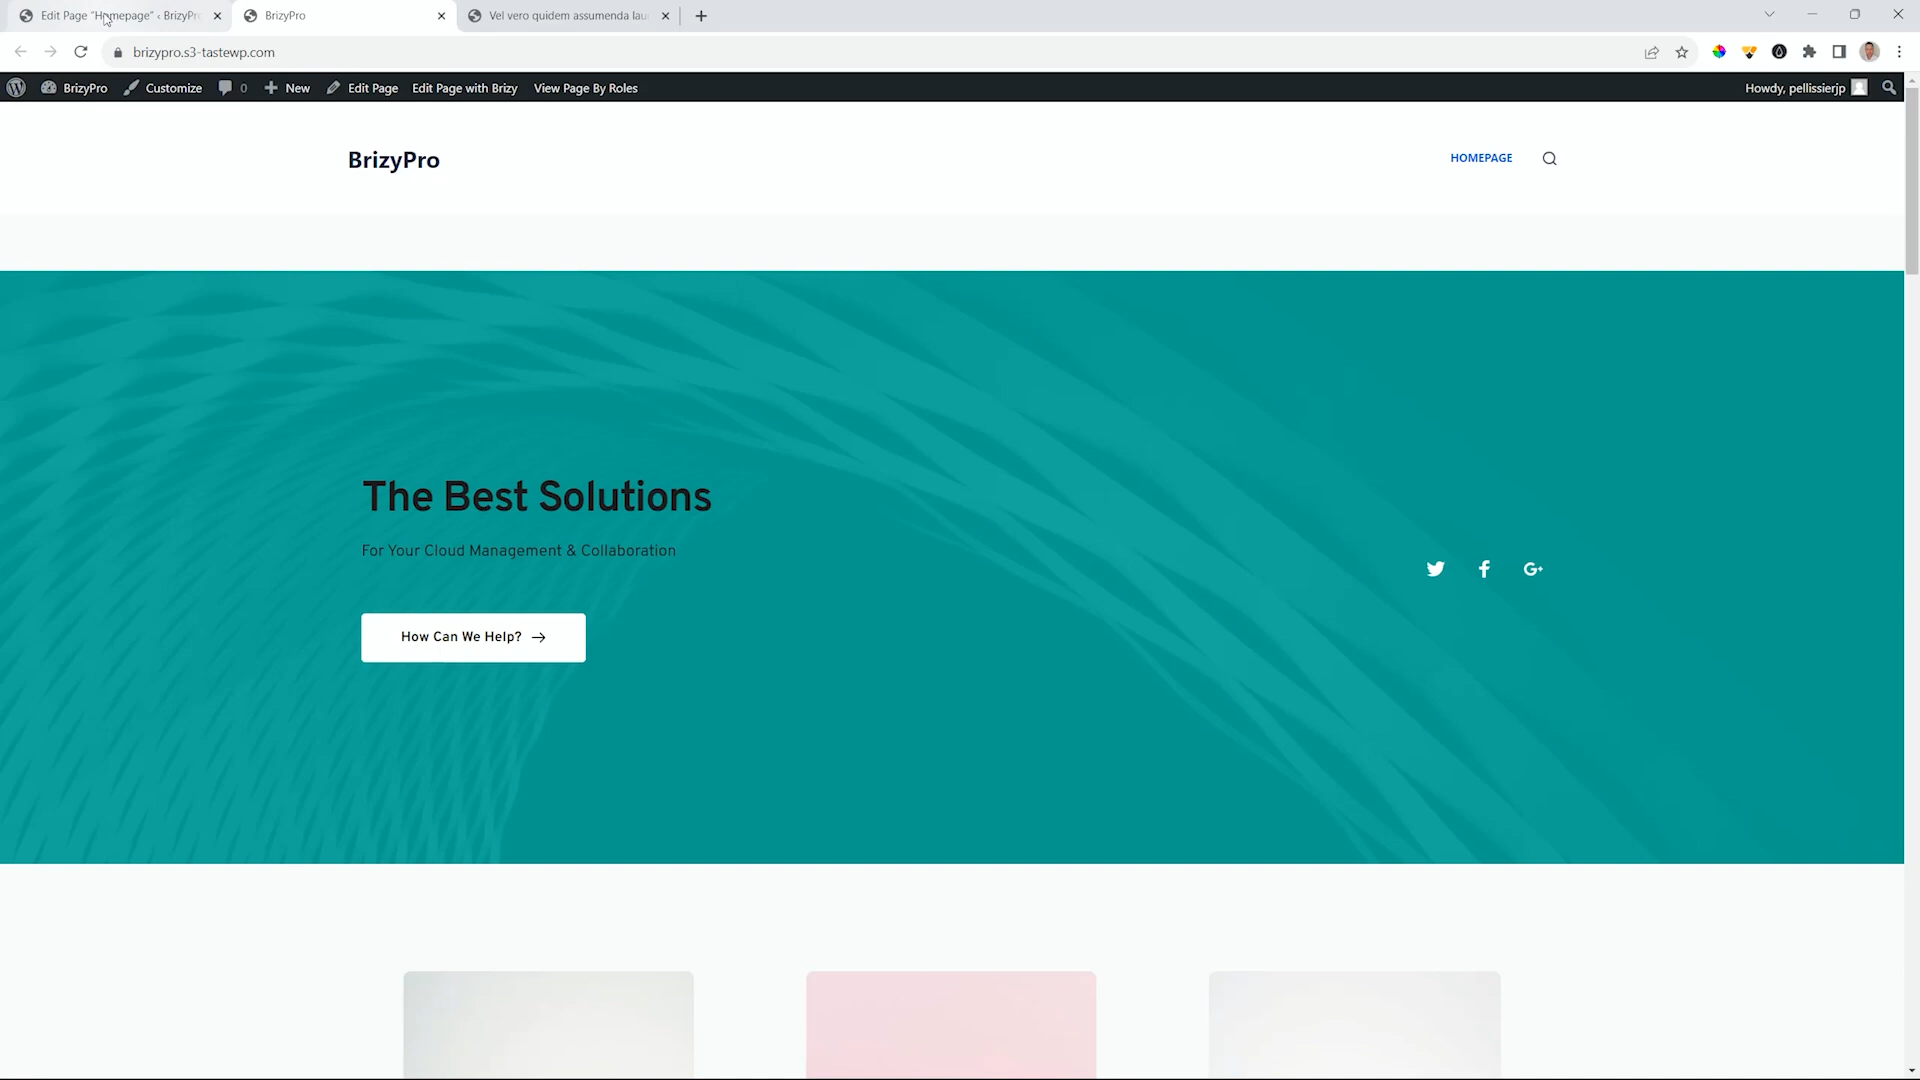 Edit Page "Homepage" ‹ BrizyPro
BrizyPro
Vel vero quidem assumenda lau
brizypro.s3-tastewp.com
BrizyPro
Customize
0
New
Edit Page
Edit Page with Brizy
View Page By Roles
Howdy, pellissierjp
BrizyPro
HOMEPAGE
The Best Solutions
For Your Cloud Management & Collaboration
How Can We Help?